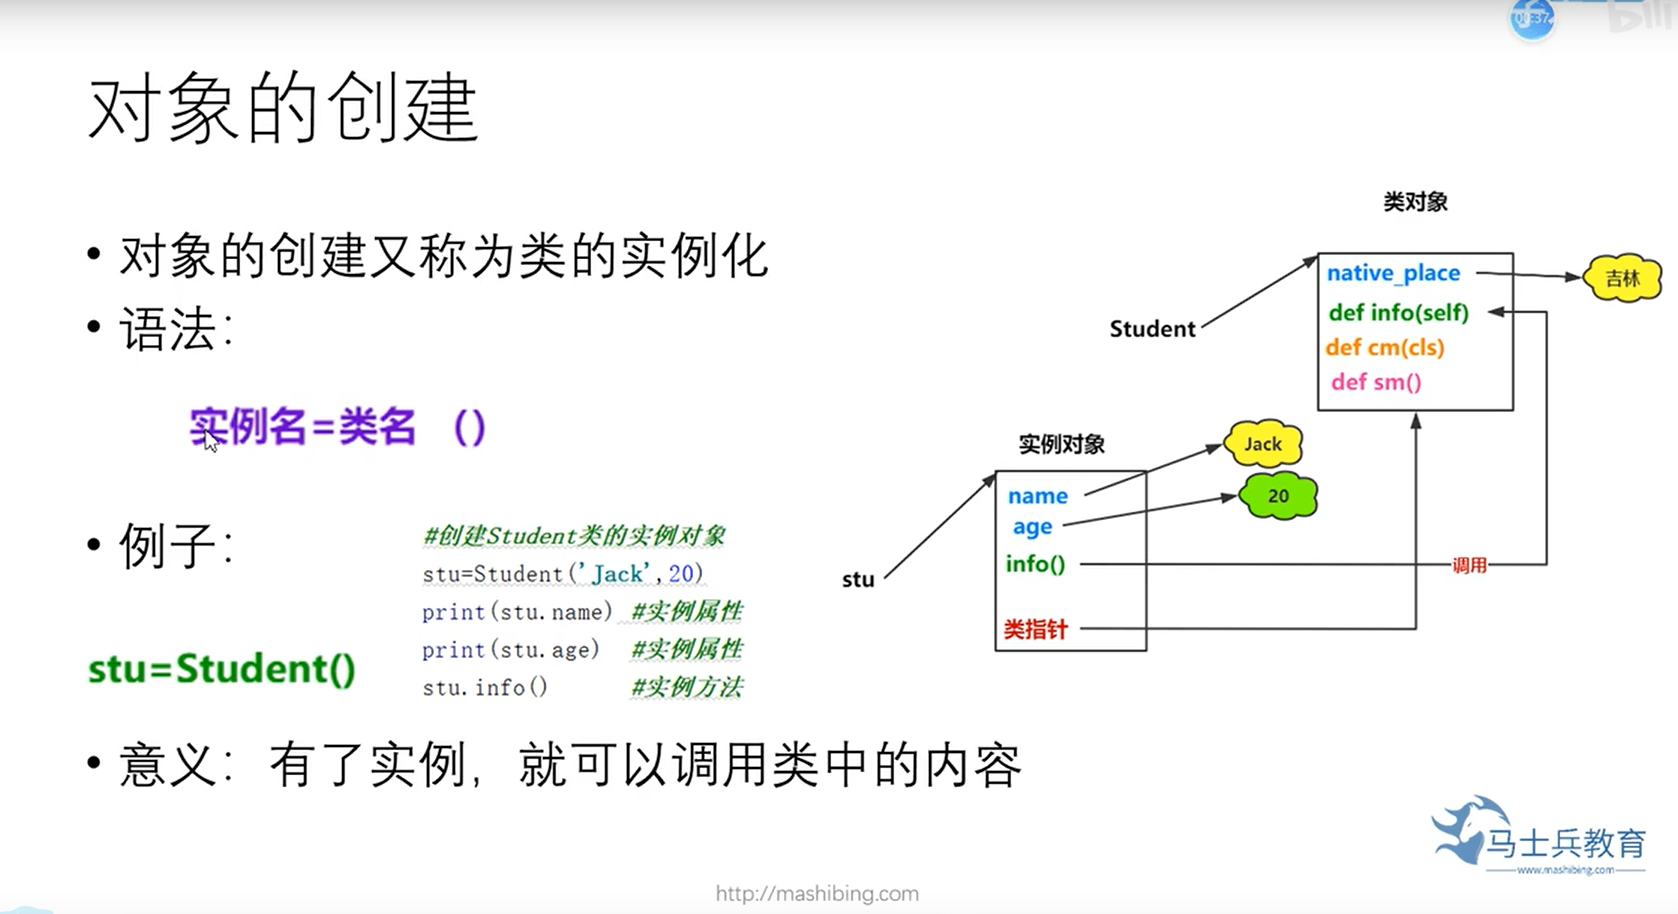 00:37
对象的创建
• 对象的创建又称为类的实例化
• 语法：
实例名=类名 （）
• 例子：
#创建Student类的实例对象
stu=Student('Jack',20)
print(stu.name) #实例属性
print(stu.age) #实例属性
stu.info() #实例方法
stu=Student()
• 意义：有了实例，就可以调用类中的内容
类对象
Student
native_place
吉林
def info(self)
def cm(cls)
def sm()
实例对象
stu
name
Jack
age
20
info()
调用
类指针
马士兵教育
www.mashibing.com
http://mashibing.com